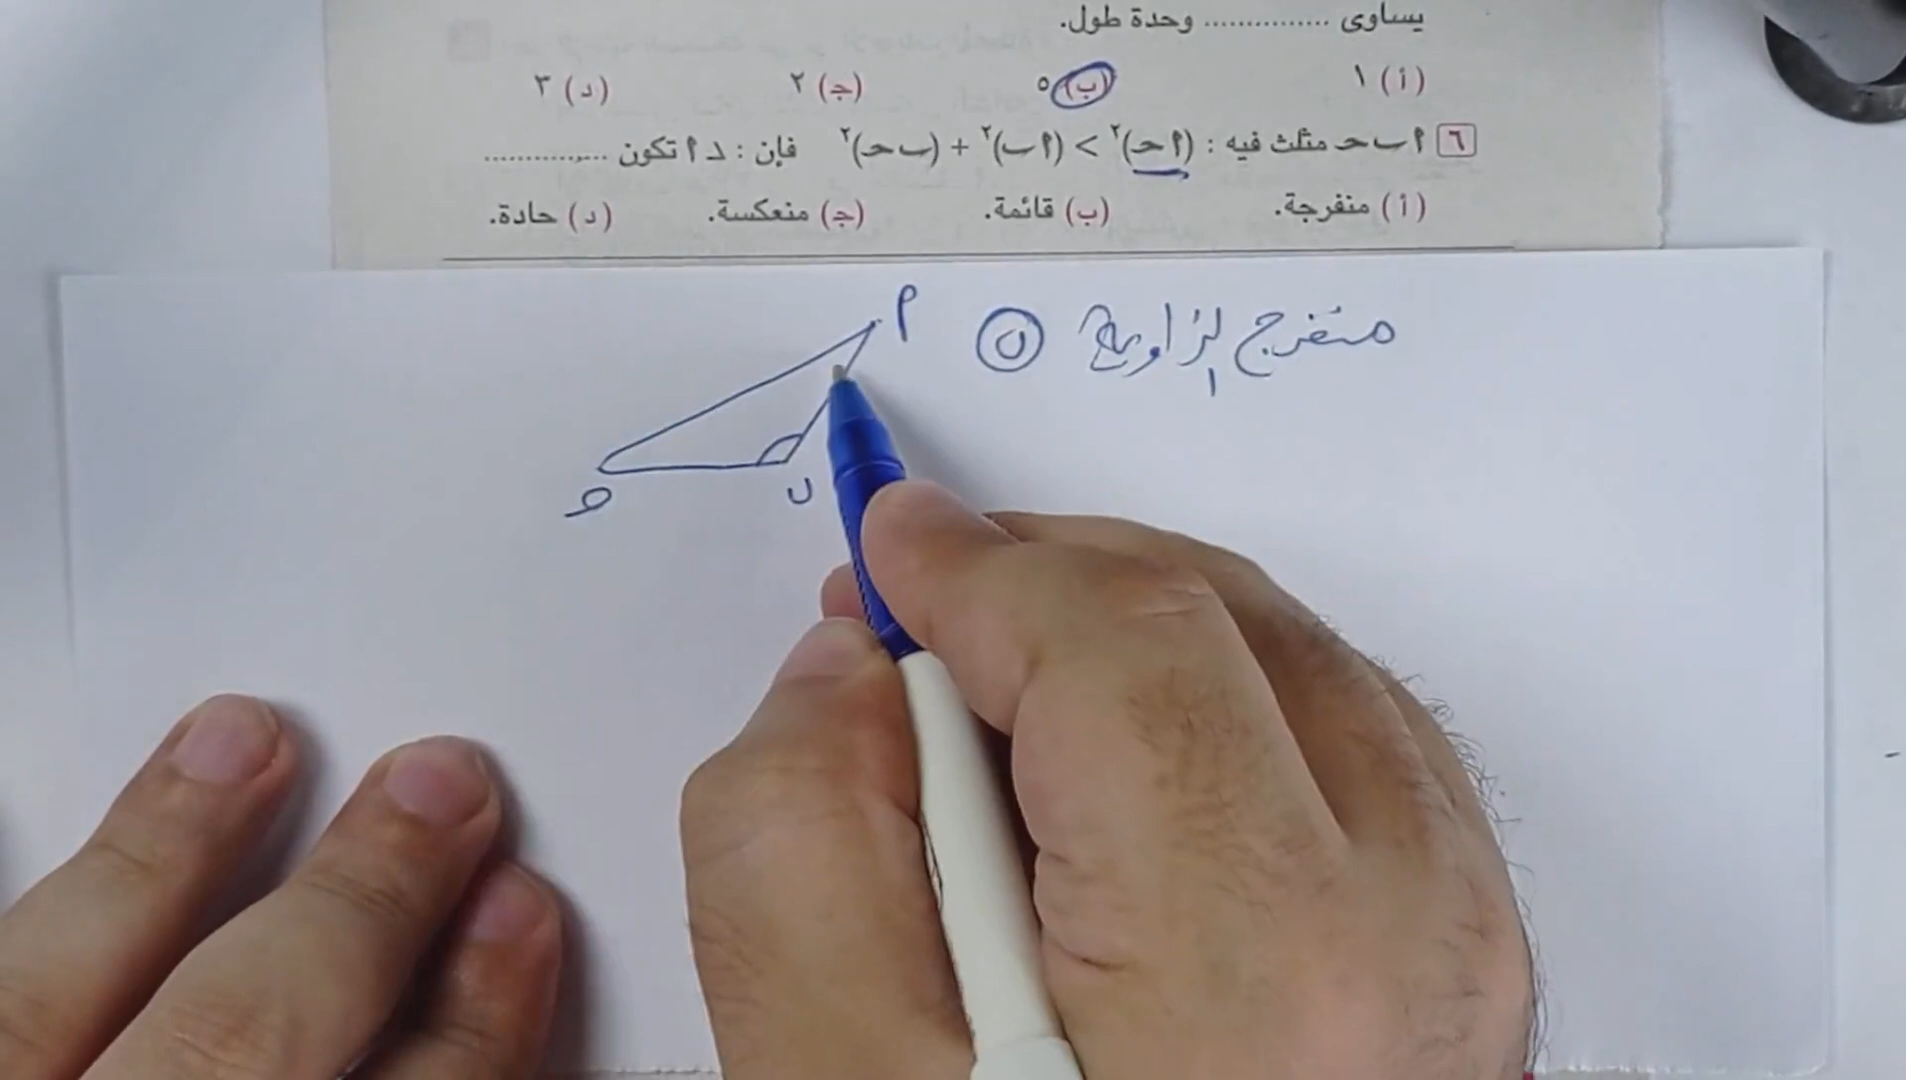 يساوى ............... وحدة طول.
(أ) ١ (ب) ٥ (جـ) ٢ (د) ٣
٦ أ ب حـ مثلث فيه : (أ حـ)٢ > (أ ب)٢ + (ب حـ)٢ فإن : د أ تكون ...............
(أ) منفرجة. (ب) قائمة. (جـ) منعكسة. (د) حادة.
منفرج الزاوية ب
أ
حـ ب